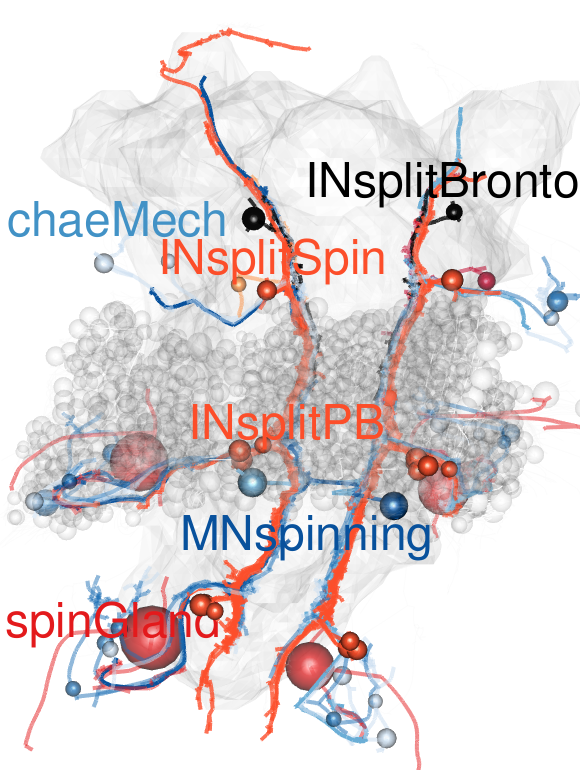 INsplitBronto
chaeMech
INsplitSpin
INsplitPB
MNspinning
spinGland